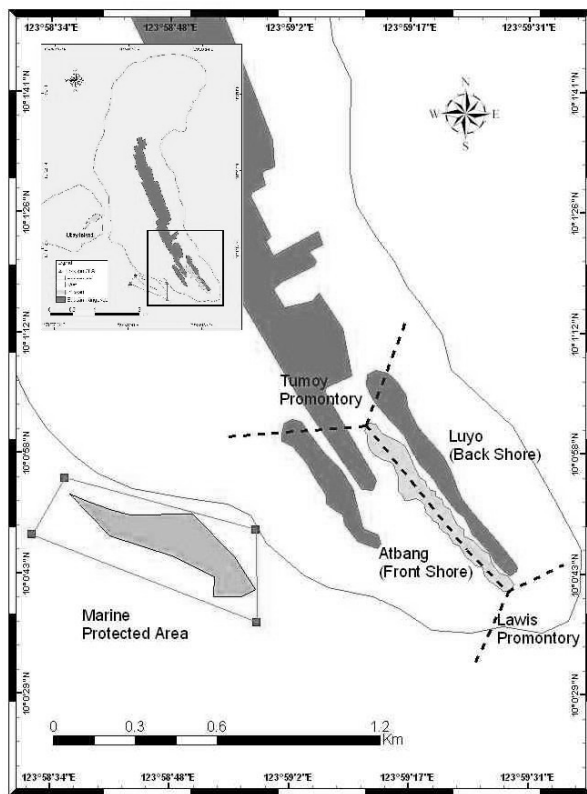 123°58'34"E
123°58'48"E
123°59'2"E
123°59'17"E
123°59'31"E
10°1'41"N
10°1'41"N
N
W
E
S
10°1'26"N
10°1'26"N
10°1'12"N
10°1'12"N
Tumoy
Promontory
Luyo
(Back Shore)
10°0'58"N
10°0'58"N
Atbang
(Front Shore)
10°0'43"N
10°0'43"N
Marine
Protected Area
Lawis
Promontory
10°0'29"N
10°0'29"N
0
0.3
0.6
1.2
Km
123°58'34"E
123°58'48"E
123°59'2"E
123°59'17"E
123°59'31"E